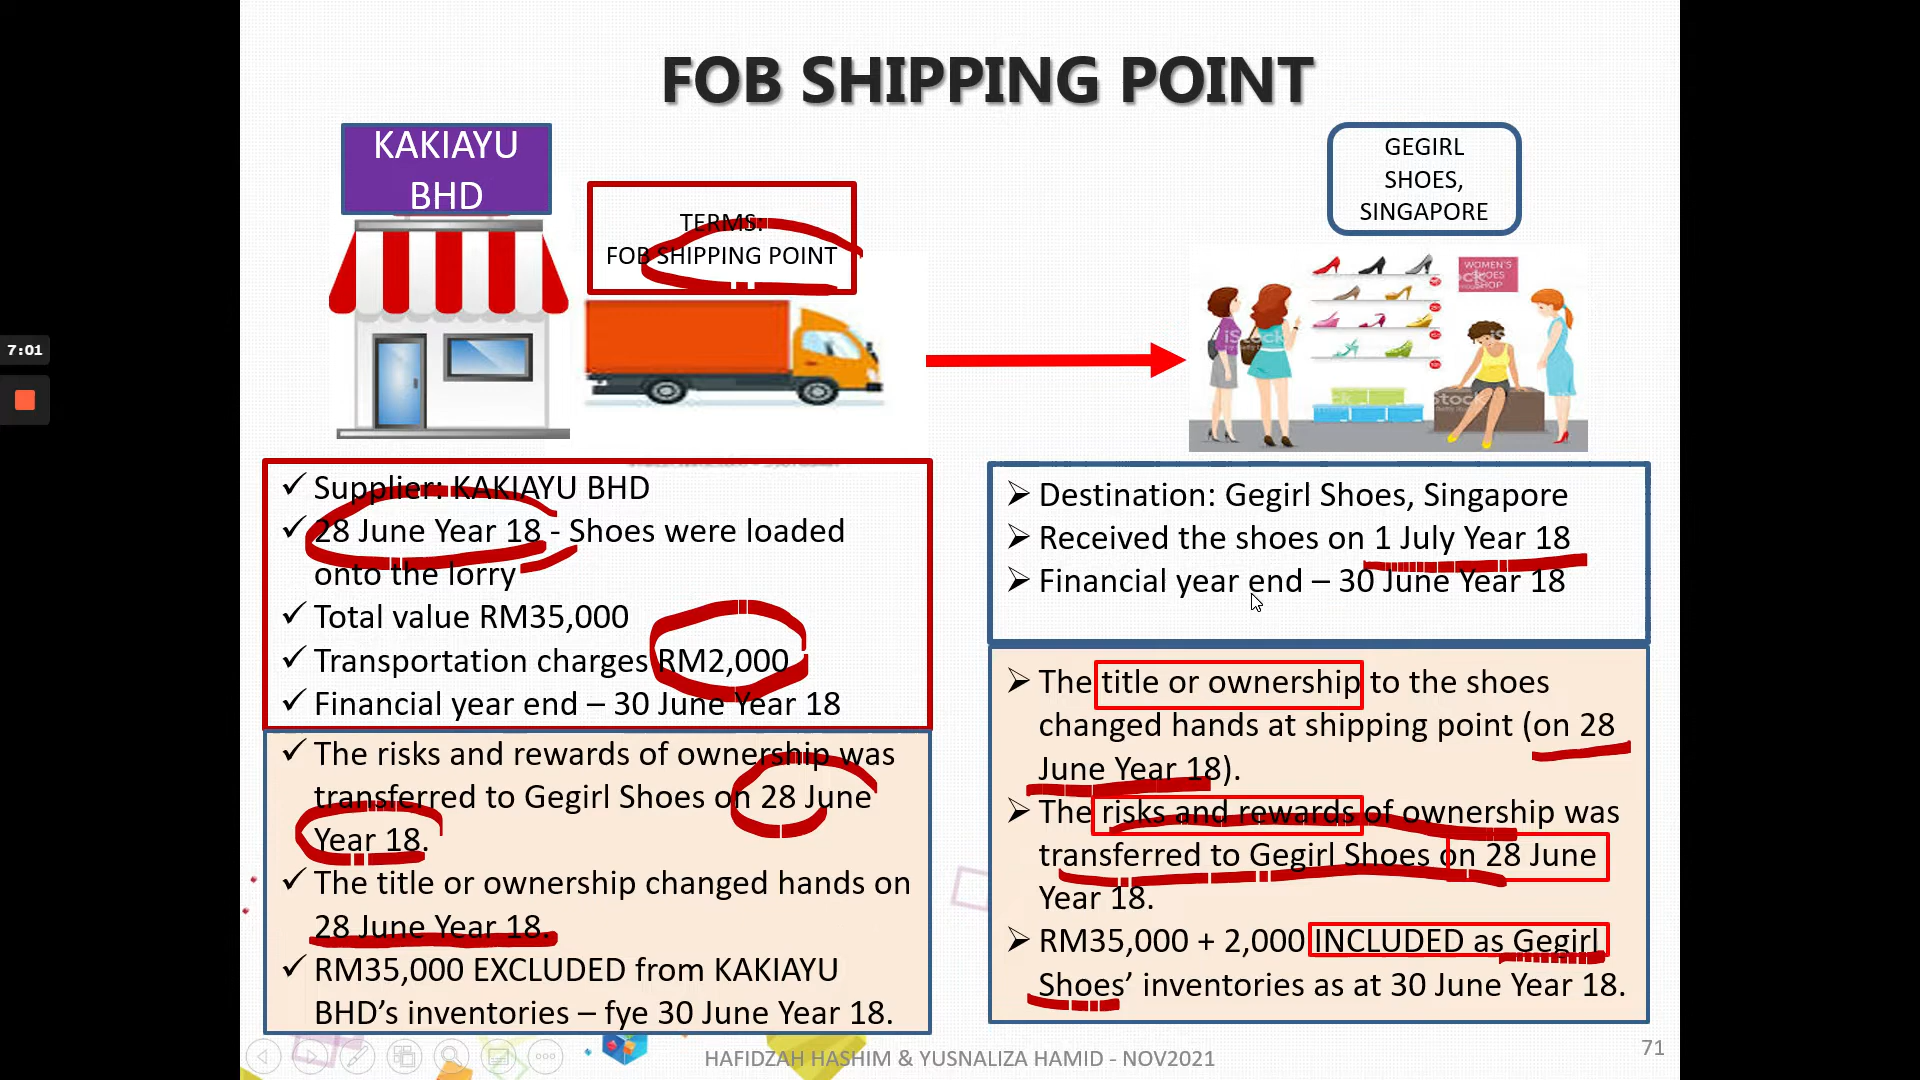 FOB SHIPPING POINT
KAKIAYU
BHD
TERMS:
FOB SHIPPING POINT
GEGIRL
SHOES,
SINGAPORE
WOMEN'S
SHOES
SHOP
iStock
7:01
✓ Supplier: KAKIAYU BHD
✓ 28 June Year 18 - Shoes were loaded
onto the lorry
✓ Total value RM35,000
✓ Transportation charges RM2,000
✓ Financial year end – 30 June Year 18
✓ The risks and rewards of ownership was
transferred to Gegirl Shoes on 28 June
Year 18.
✓ The title or ownership changed hands on
28 June Year 18.
✓ RM35,000 EXCLUDED from KAKIAYU
BHD’s inventories – fye 30 June Year 18.
➢ Destination: Gegirl Shoes, Singapore
➢ Received the shoes on 1 July Year 18
➢ Financial year end – 30 June Year 18
➢ The title or ownership to the shoes
changed hands at shipping point (on 28
June Year 18).
➢ The risks and rewards of ownership was
transferred to Gegirl Shoes on 28 June
Year 18.
➢ RM35,000 + 2,000 INCLUDED as Gegirl
Shoes’ inventories as at 30 June Year 18.
HAFIDZAH HASHIM & YUSNALIZA HAMID - NOV2021
71